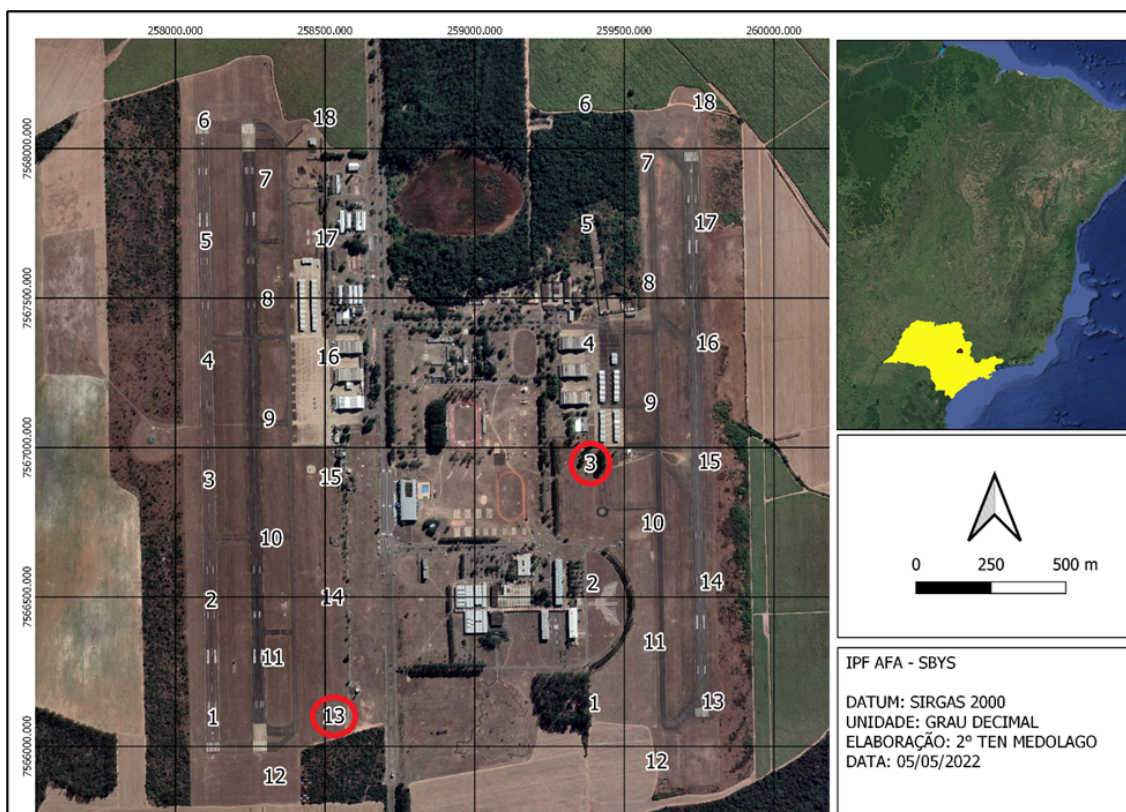 258000.000 258500.000 259000.000 259500.000 260000.000
7568000.000
7567500.000
7567000.000
7566500.000
7566000.000
6 18 6 18
7 7
5 17 5 17
8 8
4 16 4 16
9 9
3 15 3 15
10 10
2 14 2 14
11 11
1 13 1 13
12 12
0 250 500 m
IPF AFA - SBYS
DATUM: SIRGAS 2000
UNIDADE: GRAU DECIMAL
ELABORAÇÃO: 2° TEN MEDOLAGO
DATA: 05/05/2022